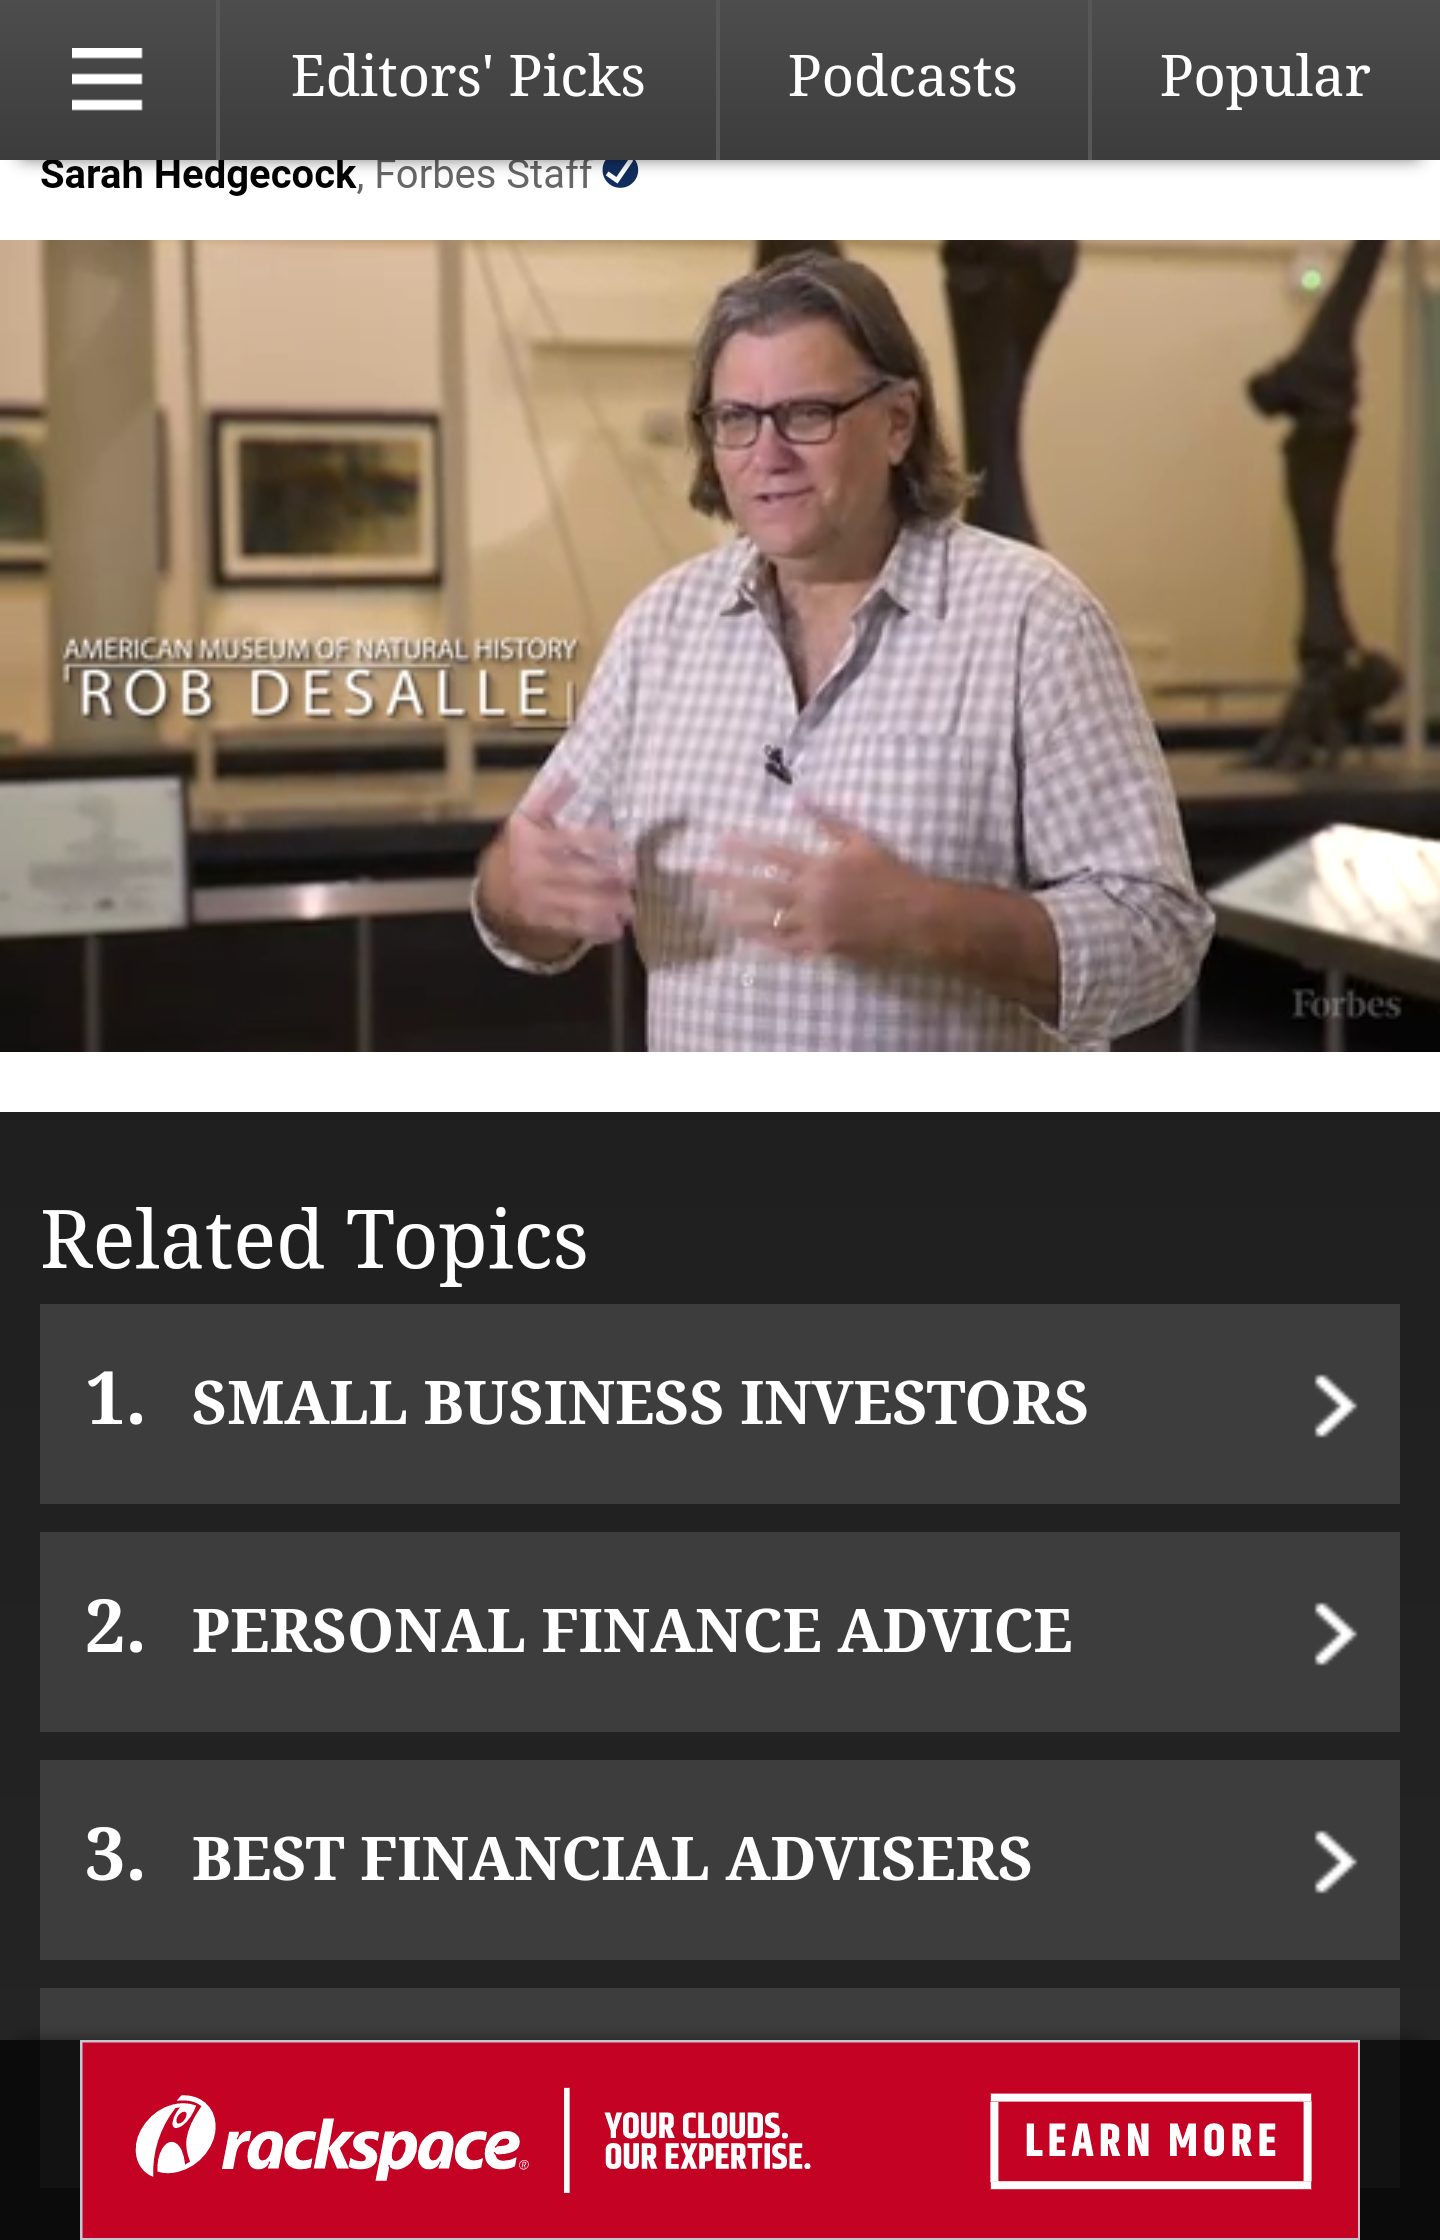 Editors' Picks
Podcasts
Popular
Sarah Hedgecock, Forbes Staff
AMERICAN MUSEUM OF NATURAL HISTORY
ROB DESALLE
Forbes
Related Topics
1. SMALL BUSINESS INVESTORS
2. PERSONAL FINANCE ADVICE
3. BEST FINANCIAL ADVISERS
rackspace®
YOUR CLOUDS.
OUR EXPERTISE.
LEARN MORE